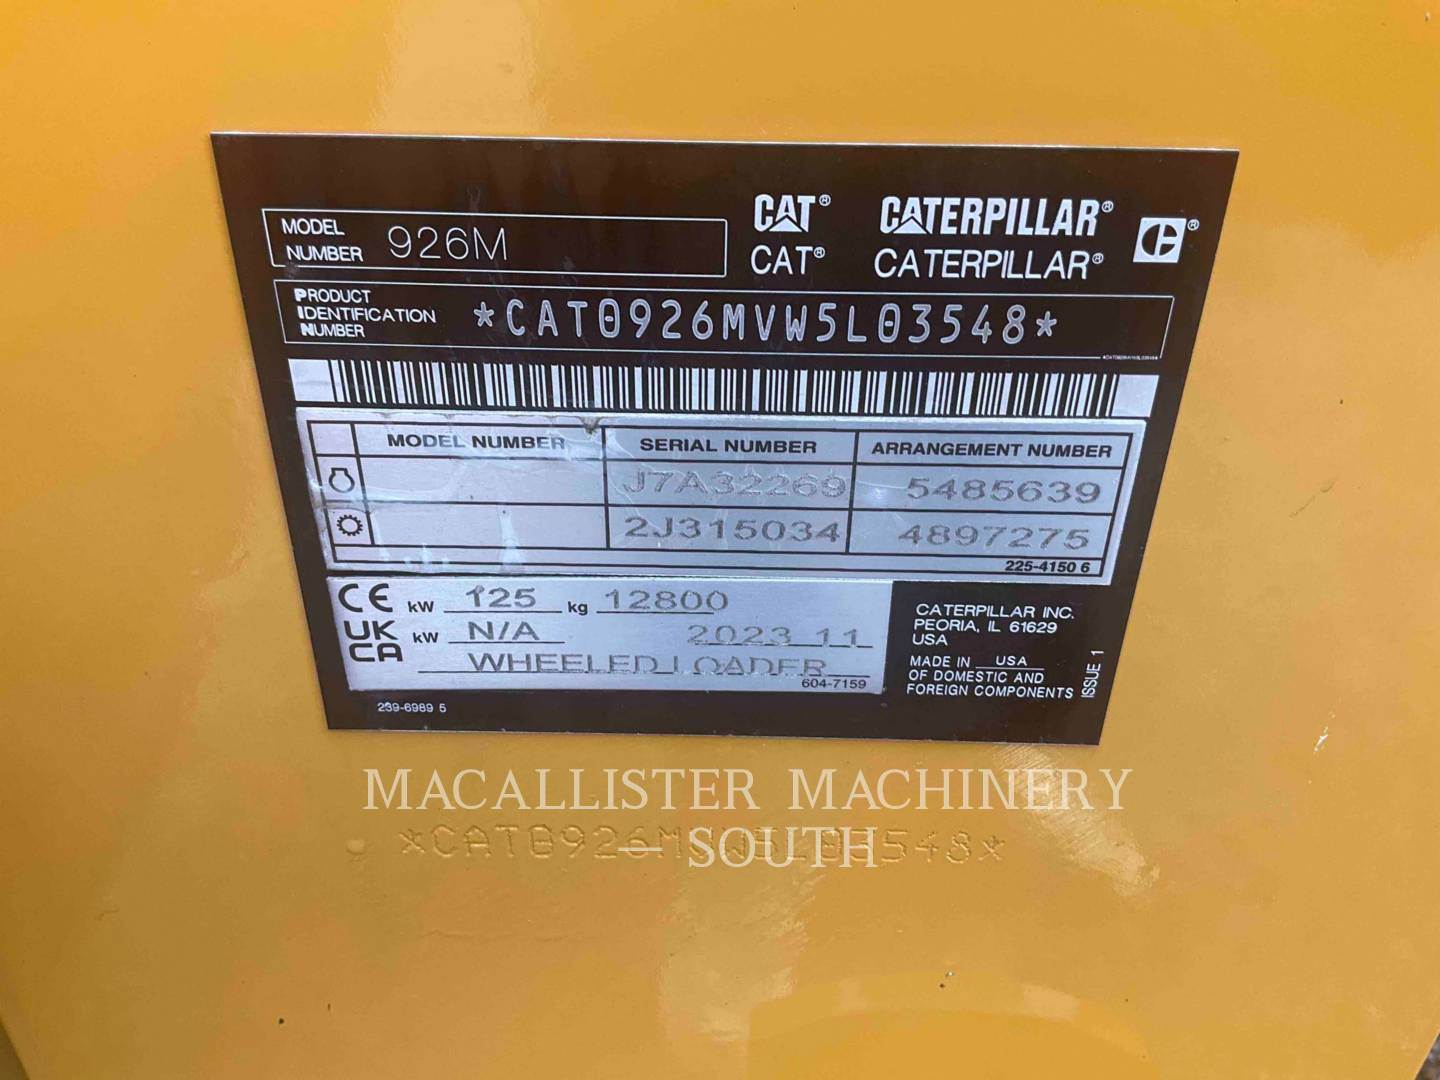 MODEL NUMBER 926M
CAT® CATERPILLAR® C®
CAT® CATERPILLAR®
PRODUCT IDENTIFICATION NUMBER *CAT0926MVW5L03548*
*CAT0926MVW5L03548*
MODEL NUMBER SERIAL NUMBER ARRANGEMENT NUMBER
J7A32269 5485639
2J315034 4897275
225-4150 6
CE kW 125 kg 12800
UK CA kW N/A 2023 11
WHEELED LOADER
604-7159
239-6989 5
CATERPILLAR INC.
PEORIA, IL 61629
USA
MADE IN USA
OF DOMESTIC AND
FOREIGN COMPONENTS
ISSUE 1
MACALLISTER MACHINERY
— SOUTH
*CAT0926MVW5L03548*